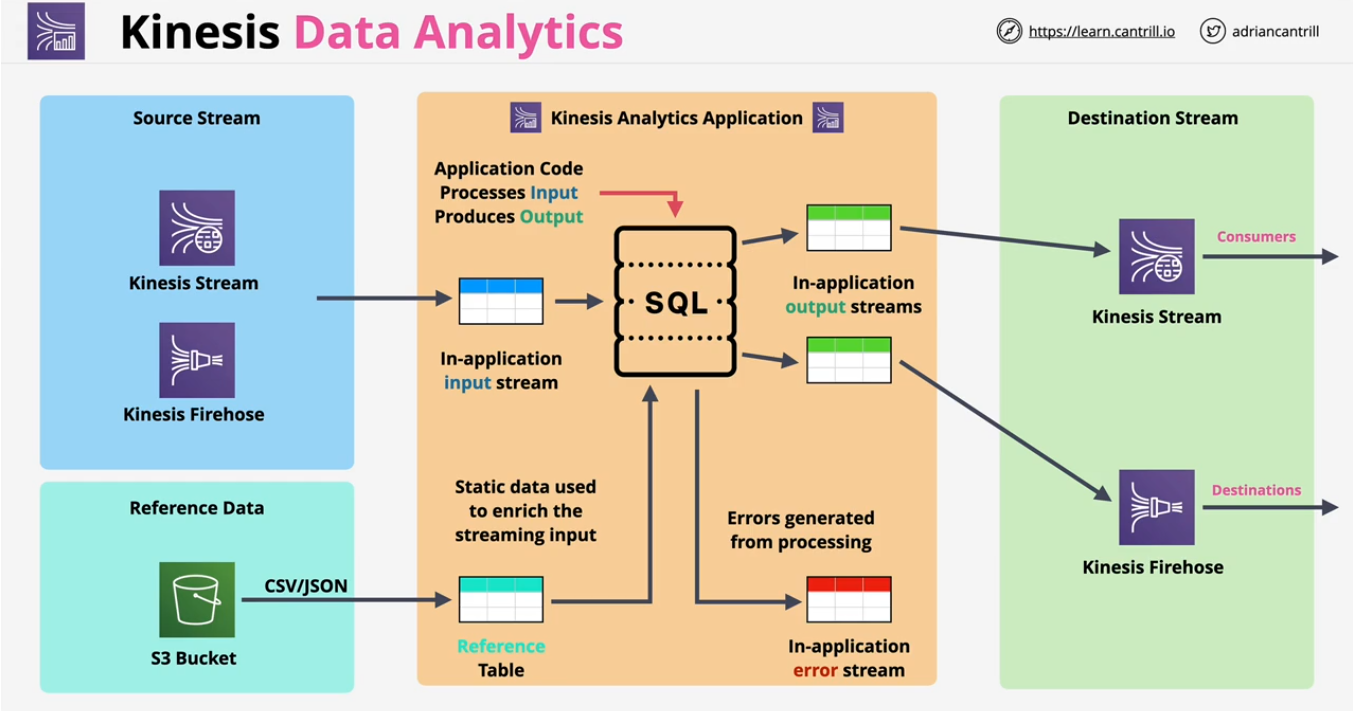 Kinesis Data Analytics
https://learn.cantrill.io
adriancantrill
Source Stream
Kinesis Stream
Kinesis Firehose
Reference Data
CSV/JSON
S3 Bucket
Kinesis Analytics Application
Application Code
Processes Input
Produces Output
SQL
In-application
input stream
In-application
output streams
Static data used
to enrich the
streaming input
Errors generated
from processing
Reference
Table
In-application
error stream
Destination Stream
Consumers
Kinesis Stream
Destinations
Kinesis Firehose